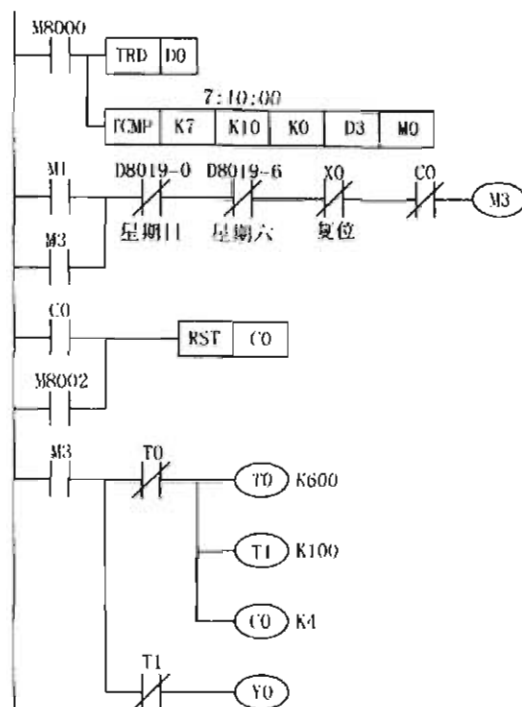 M8000
TRD D0
7:10:00
TCMP K7 K10 K0 D3 M0
M1 D8019-0 D8019-6 X0 C0
M3
星期日 星期六 复位
M3
C0
RST C0
M8002
M3 T0
T0 K600
T1 K100
C0 K4
T1
Y0